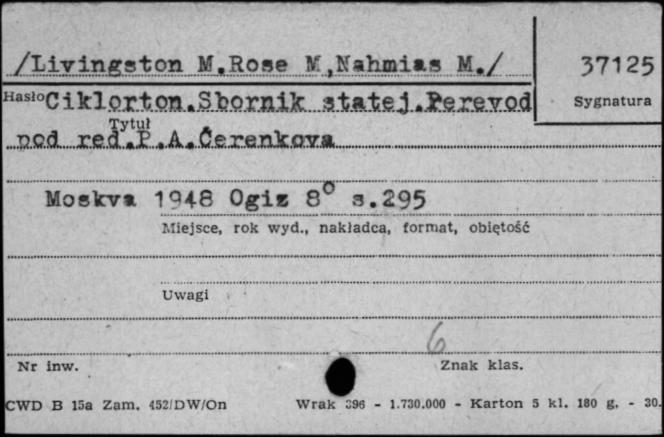 /Livingston M.Rose M,Nahmias M./ 37125
Hasło Ciklorton.Sbornik statej.Perevod Sygnatura
Tytuł
pod red.P.A.Čerenkova
Moskva 1948 Ogiz 8° s.295
Miejsce, rok wyd., nakładca, format, objętość
Uwagi
6
Nr inw. Znak klas.
CWD B 15a Zam. 452/DW/On Wrak 396 - 1.730.000 - Karton 5 kl. 180 g. - 30.